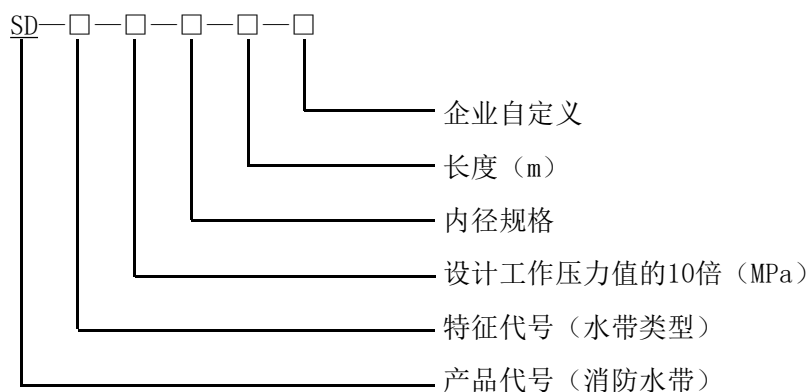 SD—□—□—□—□—□
企业自定义
长度（m）
内径规格
设计工作压力值的10倍（MPa）
特征代号（水带类型）
产品代号（消防水带）